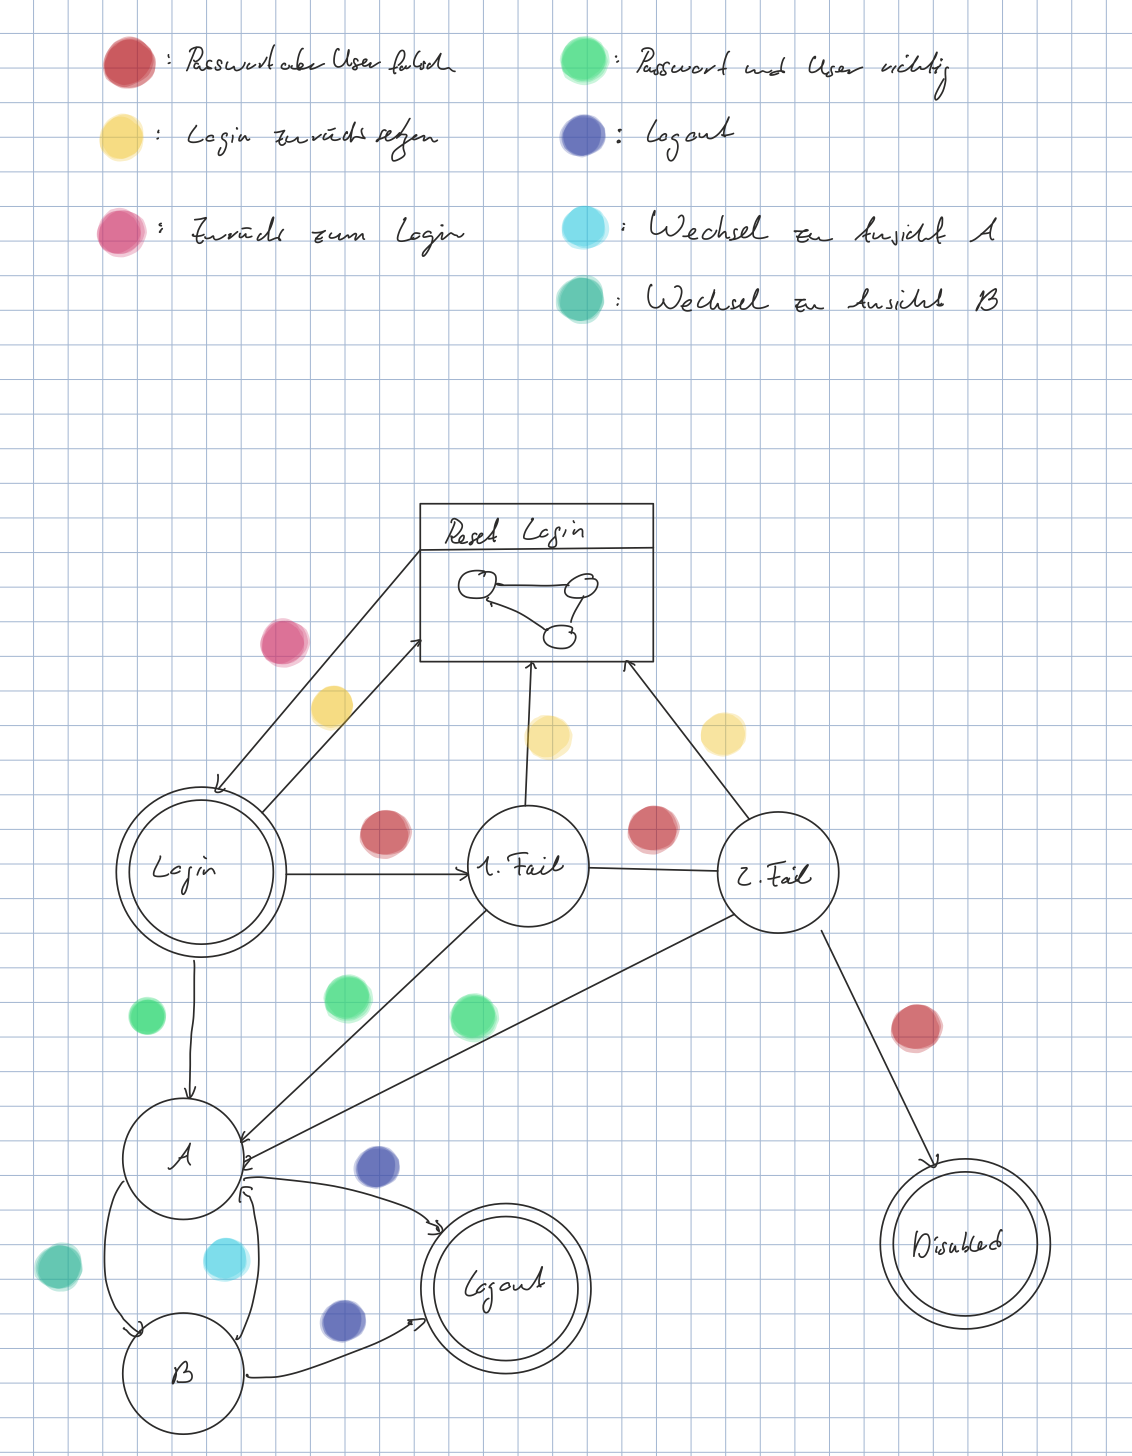 : Passwort oder User falsch
: Passwort und User richtig
: Login zurück setzen
: Logout
: Zurück zum Login
: Wechsel zu Ansicht A
: Wechsel zu Ansicht B
Reset Login
Login
1. Fail
2. Fail
A
Disabled
Logout
B